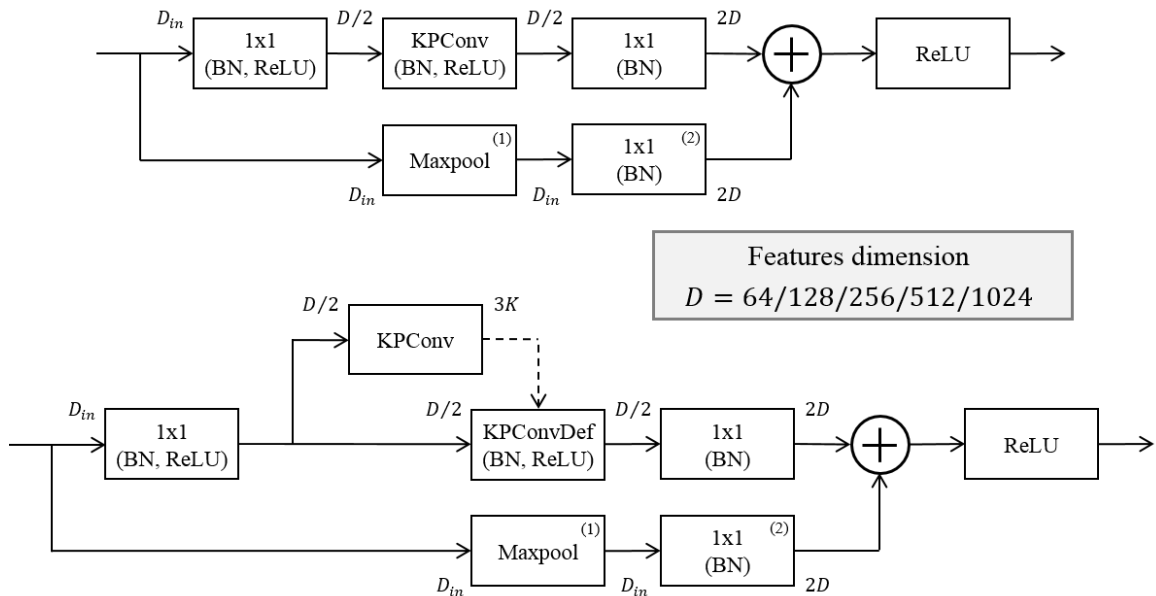 D_in D/2 D/2 2D
1x1
(BN, ReLU)
KPConv
(BN, ReLU)
1x1
(BN)
ReLU
Maxpool (1)
1x1 (2)
(BN)
D_in D_in 2D
Features dimension
D = 64/128/256/512/1024
D/2 3K
KPConv
D_in D/2 D/2 2D
1x1
(BN, ReLU)
KPConvDef
(BN, ReLU)
1x1
(BN)
ReLU
Maxpool (1)
1x1 (2)
(BN)
D_in D_in 2D